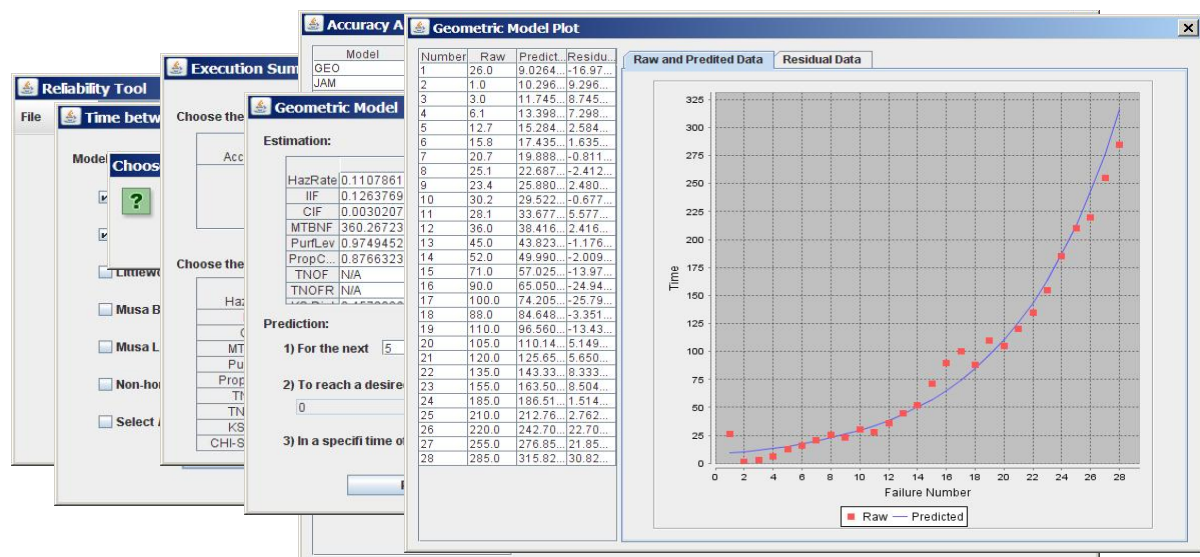 Reliability Tool
File
Time betw
Model
Choos
?
Littlewo
Musa B
Musa L
Non-ho
Select
Execution Sum
Choose the
Acc
Choose the
Haz
MT
Pu
Prop
TN
KS
CHI-S
Geometric Model
Estimation:
HazRate 0.1107861
IIF 0.1263769
CIF 0.0030207
MTBNF 360.26723
PurfLev 0.9749452
PropC... 0.8766323
TNOF N/A
TNOFR N/A
Prediction:
1) For the next 5
2) To reach a desire
0
3) In a specifi time o
Accuracy A
Model
GEO
JAM
Geometric Model Plot
Number Raw Predict... Residu...
1 26.0 9.0264... -16.97...
2 1.0 10.296... 9.296...
3 3.0 11.745... 8.745...
4 6.1 13.398... 7.298...
5 12.7 15.284... 2.584...
6 15.8 17.435... 1.635...
7 20.7 19.888... -0.811...
8 25.1 22.687... -2.412...
9 23.4 25.880... 2.480...
10 30.2 29.522... -0.677...
11 28.1 33.677... 5.577...
12 36.0 38.416... 2.416...
13 45.0 43.823... -1.176...
14 52.0 49.990... -2.009...
15 71.0 57.025... -13.97...
16 90.0 65.050... -24.94...
17 100.0 74.205... -25.79...
18 88.0 84.648... -3.351...
19 110.0 96.560... -13.43...
20 105.0 110.14... 5.149...
21 120.0 125.65... 5.650...
22 135.0 143.33... 8.333...
23 155.0 163.50... 8.504...
24 185.0 186.51... 1.514...
25 210.0 212.76... 2.762...
26 220.0 242.70... 22.70...
27 255.0 276.85... 21.85...
28 285.0 315.82... 30.82...
Raw and Predited Data Residual Data
325
300
275
250
225
200
175
150
125
100
75
50
25
0
Time
0 2 4 6 8 10 12 14 16 18 20 22 24 26 28
Failure Number
Raw Predicted